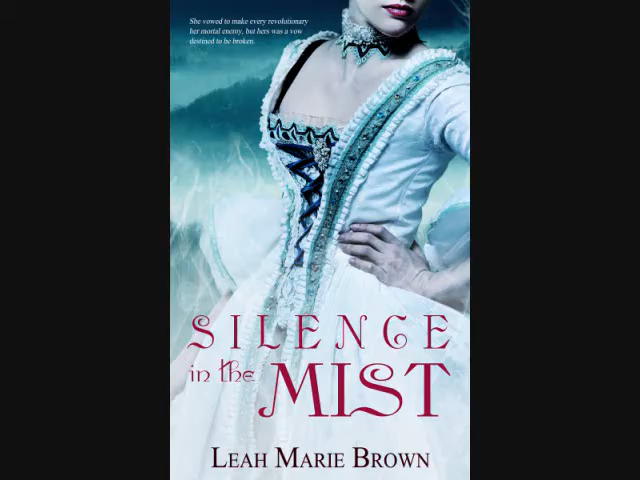 She vowed to make every revolutionary
her mortal enemy, but hers was a vow
destined to be broken.
SILENCE
in the
MIST
LEAH MARIE BROWN